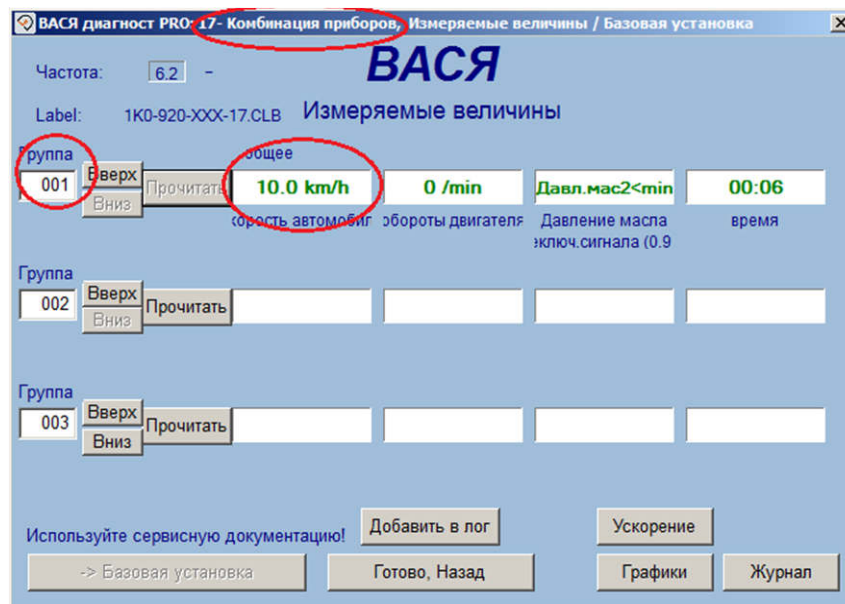 ВАСЯ диагност PRO: 17- Комбинация приборов, Измеряемые величины / Базовая установка
ВАСЯ
Частота: 6.2 -
Label: 1K0-920-XXX-17.CLB Измеряемые величины
Группа общее
001 Вверх Вниз Прочитать 10.0 km/h 0 /min Давл.мас2<min 00:06
корость автомобил обороты двигателя Давление масла время
еключ.сигнала (0.9
Группа
002 Вверх Вниз Прочитать
Группа
003 Вверх Вниз Прочитать
Используйте сервисную документацию! Добавить в лог Ускорение
-> Базовая установка Готово, Назад Графики Журнал